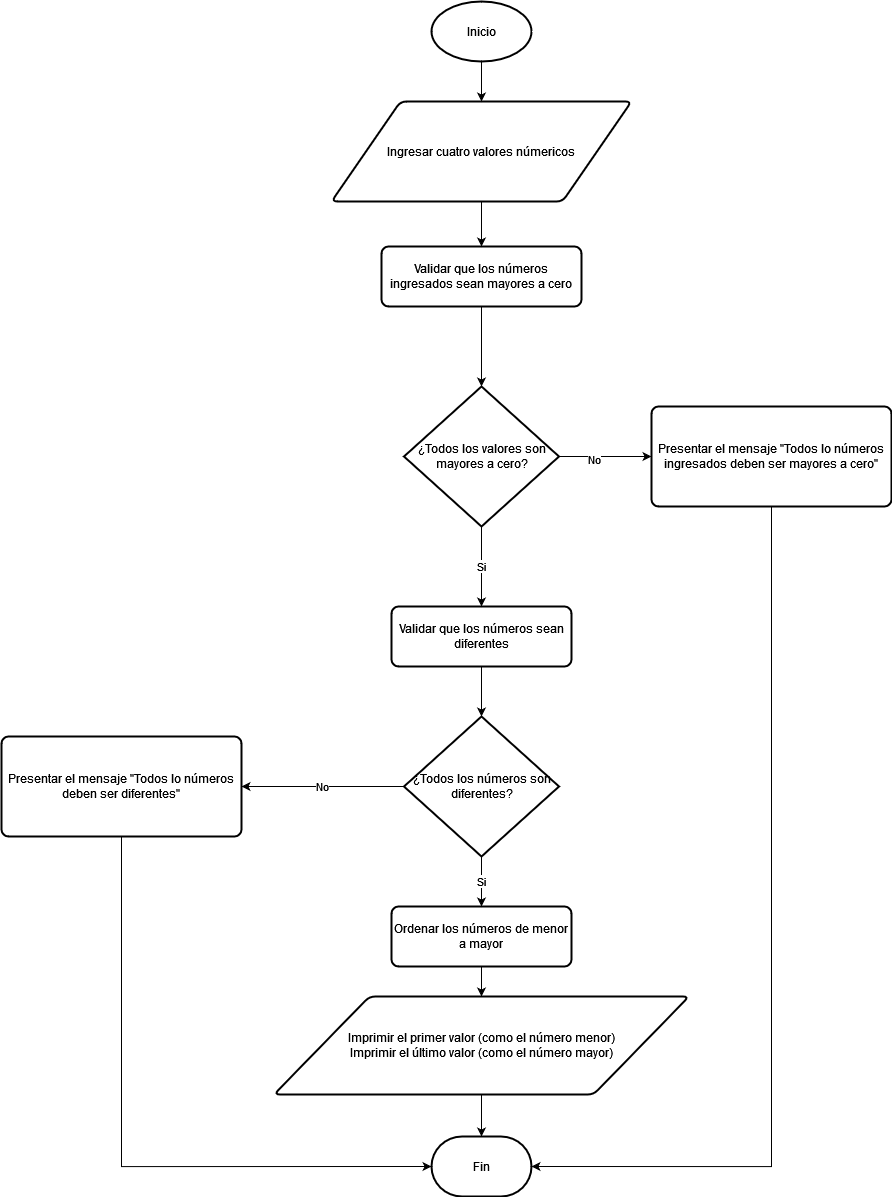 Inicio
Ingresar cuatro valores númericos
Validar que los números
ingresados sean mayores a cero
¿Todos los valores son
mayores a cero?
No
Presentar el mensaje "Todos lo números
ingresados deben ser mayores a cero"
Si
Validar que los números sean
diferentes
¿Todos los números son
diferentes?
No
Presentar el mensaje "Todos lo números
deben ser diferentes"
Si
Ordenar los números de menor
a mayor
Imprimir el primer valor (como el número menor)
Imprimir el último valor (como el número mayor)
Fin